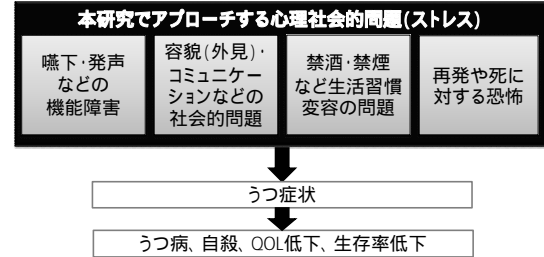 本研究でアプローチする心理社会的問題(ストレス)
嚥下・発声
などの
機能障害
容貌(外見)・
コミュニケー
ションなどの
社会的問題
禁酒・禁煙
など生活習慣
変容の問題
再発や死に
対する恐怖
うつ症状
うつ病、自殺、QOL低下、生存率低下